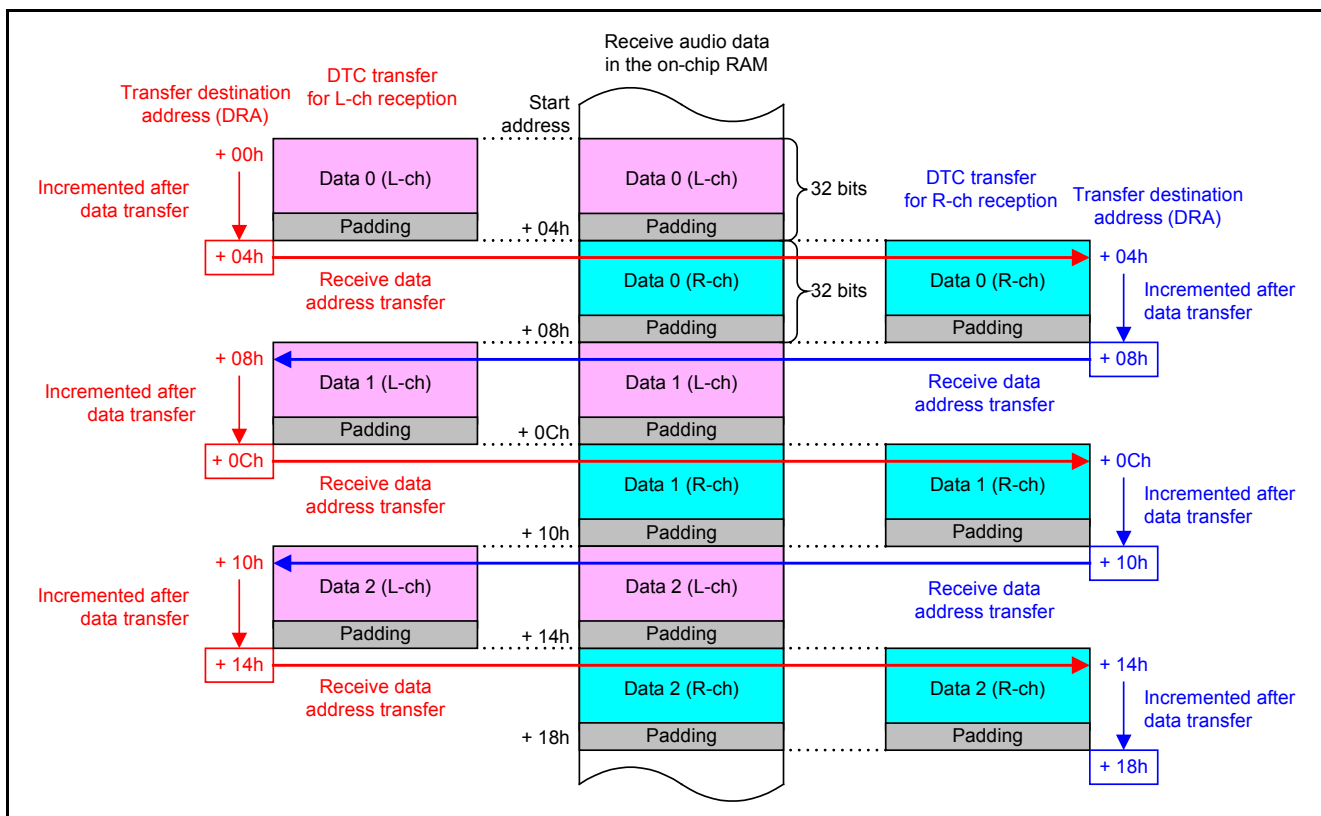 Receive audio data
in the on-chip RAM
DTC transfer
for L-ch reception
Transfer destination
address (DRA)
Start
address
+ 00h
Incremented after
data transfer
Data 0 (L-ch)
Padding
Data 0 (L-ch)
Padding
32 bits
DTC transfer
for R-ch reception
Transfer destination
address (DRA)
+ 04h
+ 04h
+ 04h
Receive data
address transfer
Data 0 (R-ch)
Padding
32 bits
Data 0 (R-ch)
Padding
Incremented after
data transfer
+ 08h
+ 08h
+ 08h
Incremented after
data transfer
Data 1 (L-ch)
Padding
Data 1 (L-ch)
Padding
Receive data
address transfer
+ 0Ch
+ 0Ch
+ 0Ch
Receive data
address transfer
Data 1 (R-ch)
Padding
Data 1 (R-ch)
Padding
Incremented after
data transfer
+ 10h
+ 10h
+ 10h
Incremented after
data transfer
Data 2 (L-ch)
Padding
Data 2 (L-ch)
Padding
Receive data
address transfer
+ 14h
+ 14h
+ 14h
Receive data
address transfer
Data 2 (R-ch)
Padding
Data 2 (R-ch)
Padding
Incremented after
data transfer
+ 18h
+ 18h